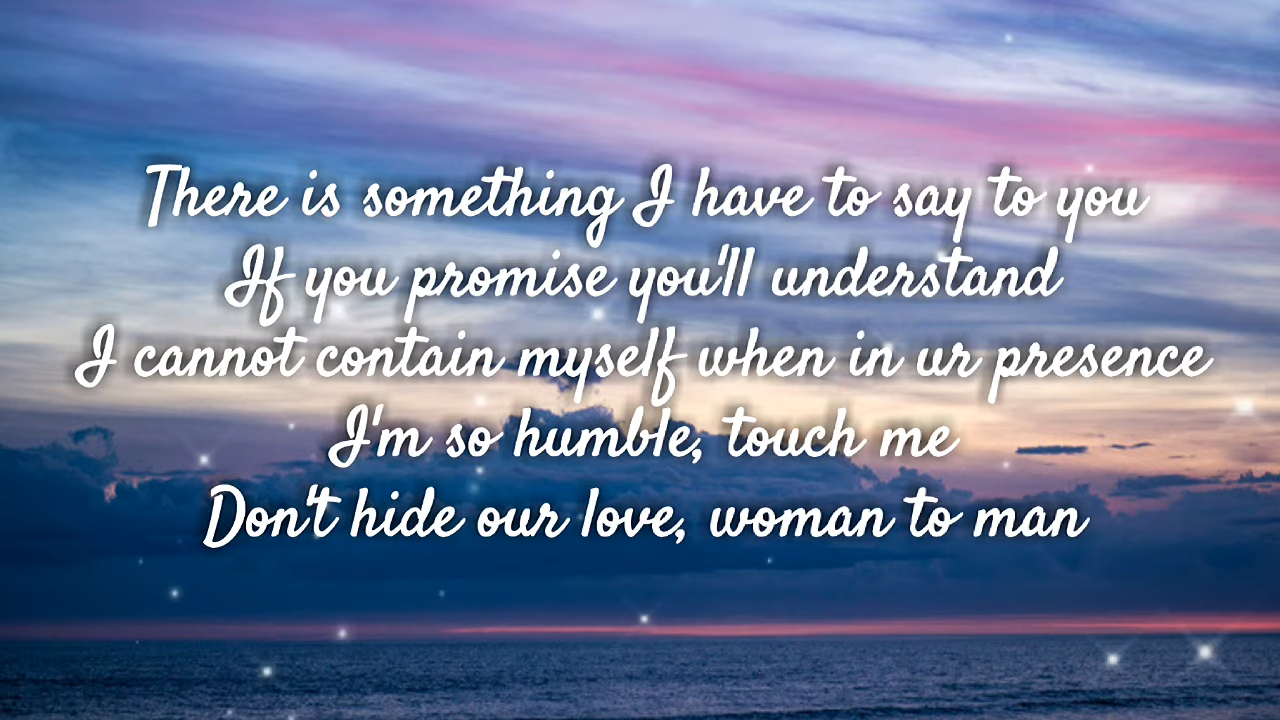 There is something I have to say to you
If you promise you'll understand
I cannot contain myself when in ur presence
I'm so humble, touch me
Don't hide our love, woman to man